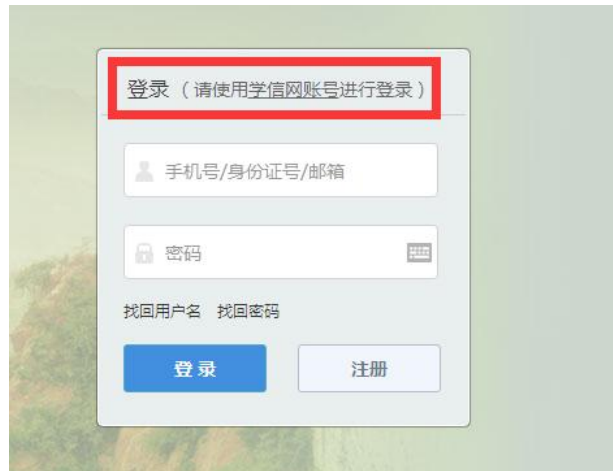 登录（请使用学信网账号进行登录）
手机号/身份证号/邮箱
密码
找回用户名 找回密码
登录 注册